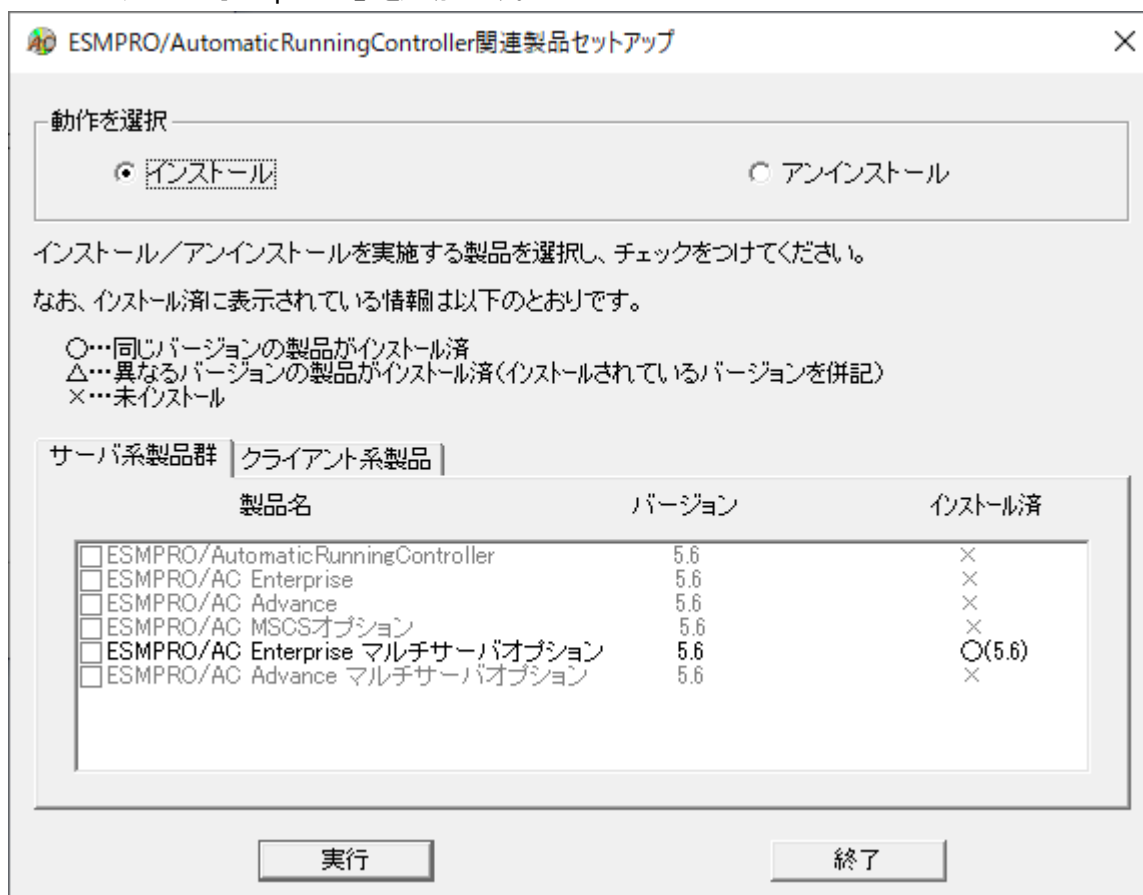 ESMPRO/AutomaticRunningController関連製品セットアップ
動作を選択
インストール
アンインストール
インストール／アンインストールを実施する製品を選択し、チェックをつけてください。
なお、インストール済に表示されている情報は以下のとおりです。
○…同じバージョンの製品がインストール済
△…異なるバージョンの製品がインストール済(インストールされているバージョンを併記)
×…未インストール
サーバ系製品群 クライアント系製品
製品名 バージョン インストール済
ESMPRO/AutomaticRunningController 5.6 ×
ESMPRO/AC Enterprise 5.6 ×
ESMPRO/AC Advance 5.6 ×
ESMPRO/AC MSCSオプション 5.6 ×
ESMPRO/AC Enterprise マルチサーバオプション 5.6 ○(5.6)
ESMPRO/AC Advance マルチサーバオプション 5.6 ×
実行 終了